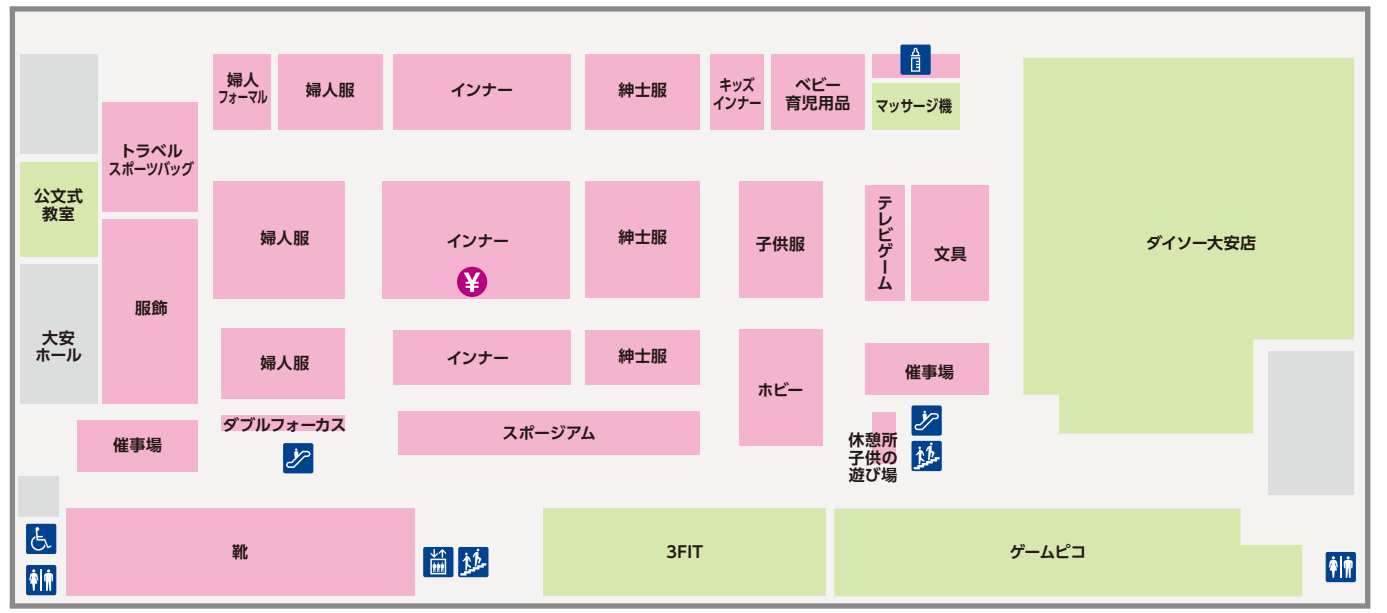 婦人
フォーマル
婦人服
インナー
紳士服
キッズ
インナー
ベビー
育児用品
マッサージ機
トラベル
スポーツバッグ
公文式
教室
婦人服
インナー
¥
紳士服
子供服
テレビゲーム
文具
ダイソー大安店
服飾
大安
ホール
婦人服
インナー
紳士服
ホビー
催事場
ダブルフォーカス
スポージアム
催事場
休憩所
子供の
遊び場
靴
3FIT
ゲームピコ